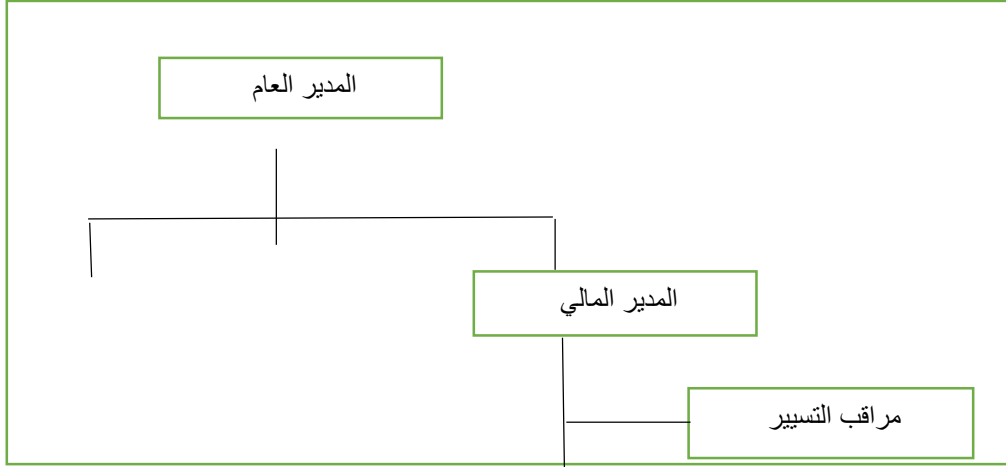 المدير العام
المدير المالي
مراقب التسيير